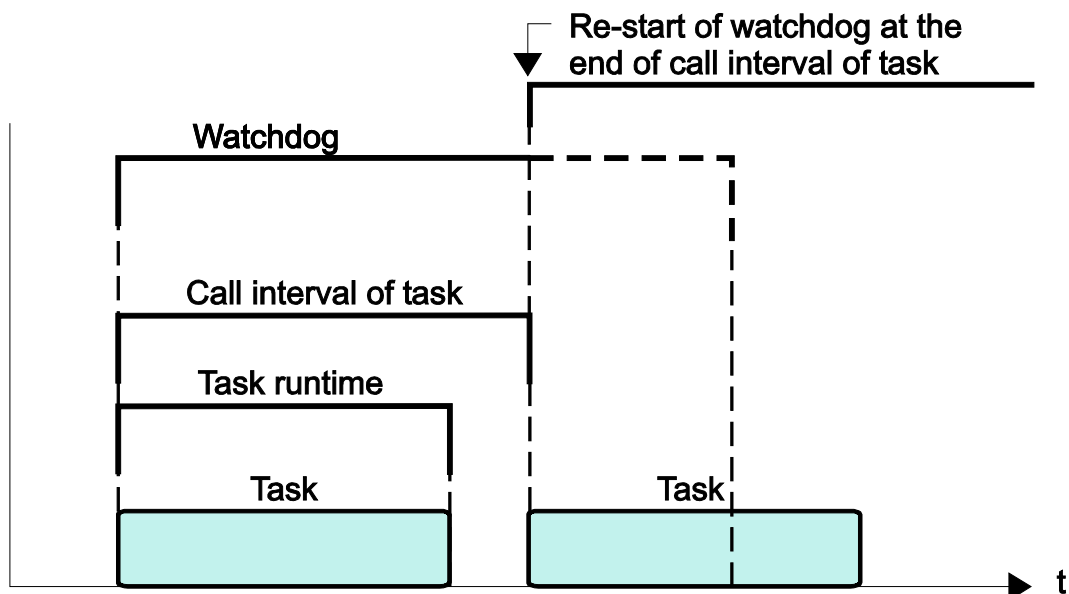 Re-start of watchdog at the
end of call interval of task
Watchdog
Call interval of task
Task runtime
Task
Task
t